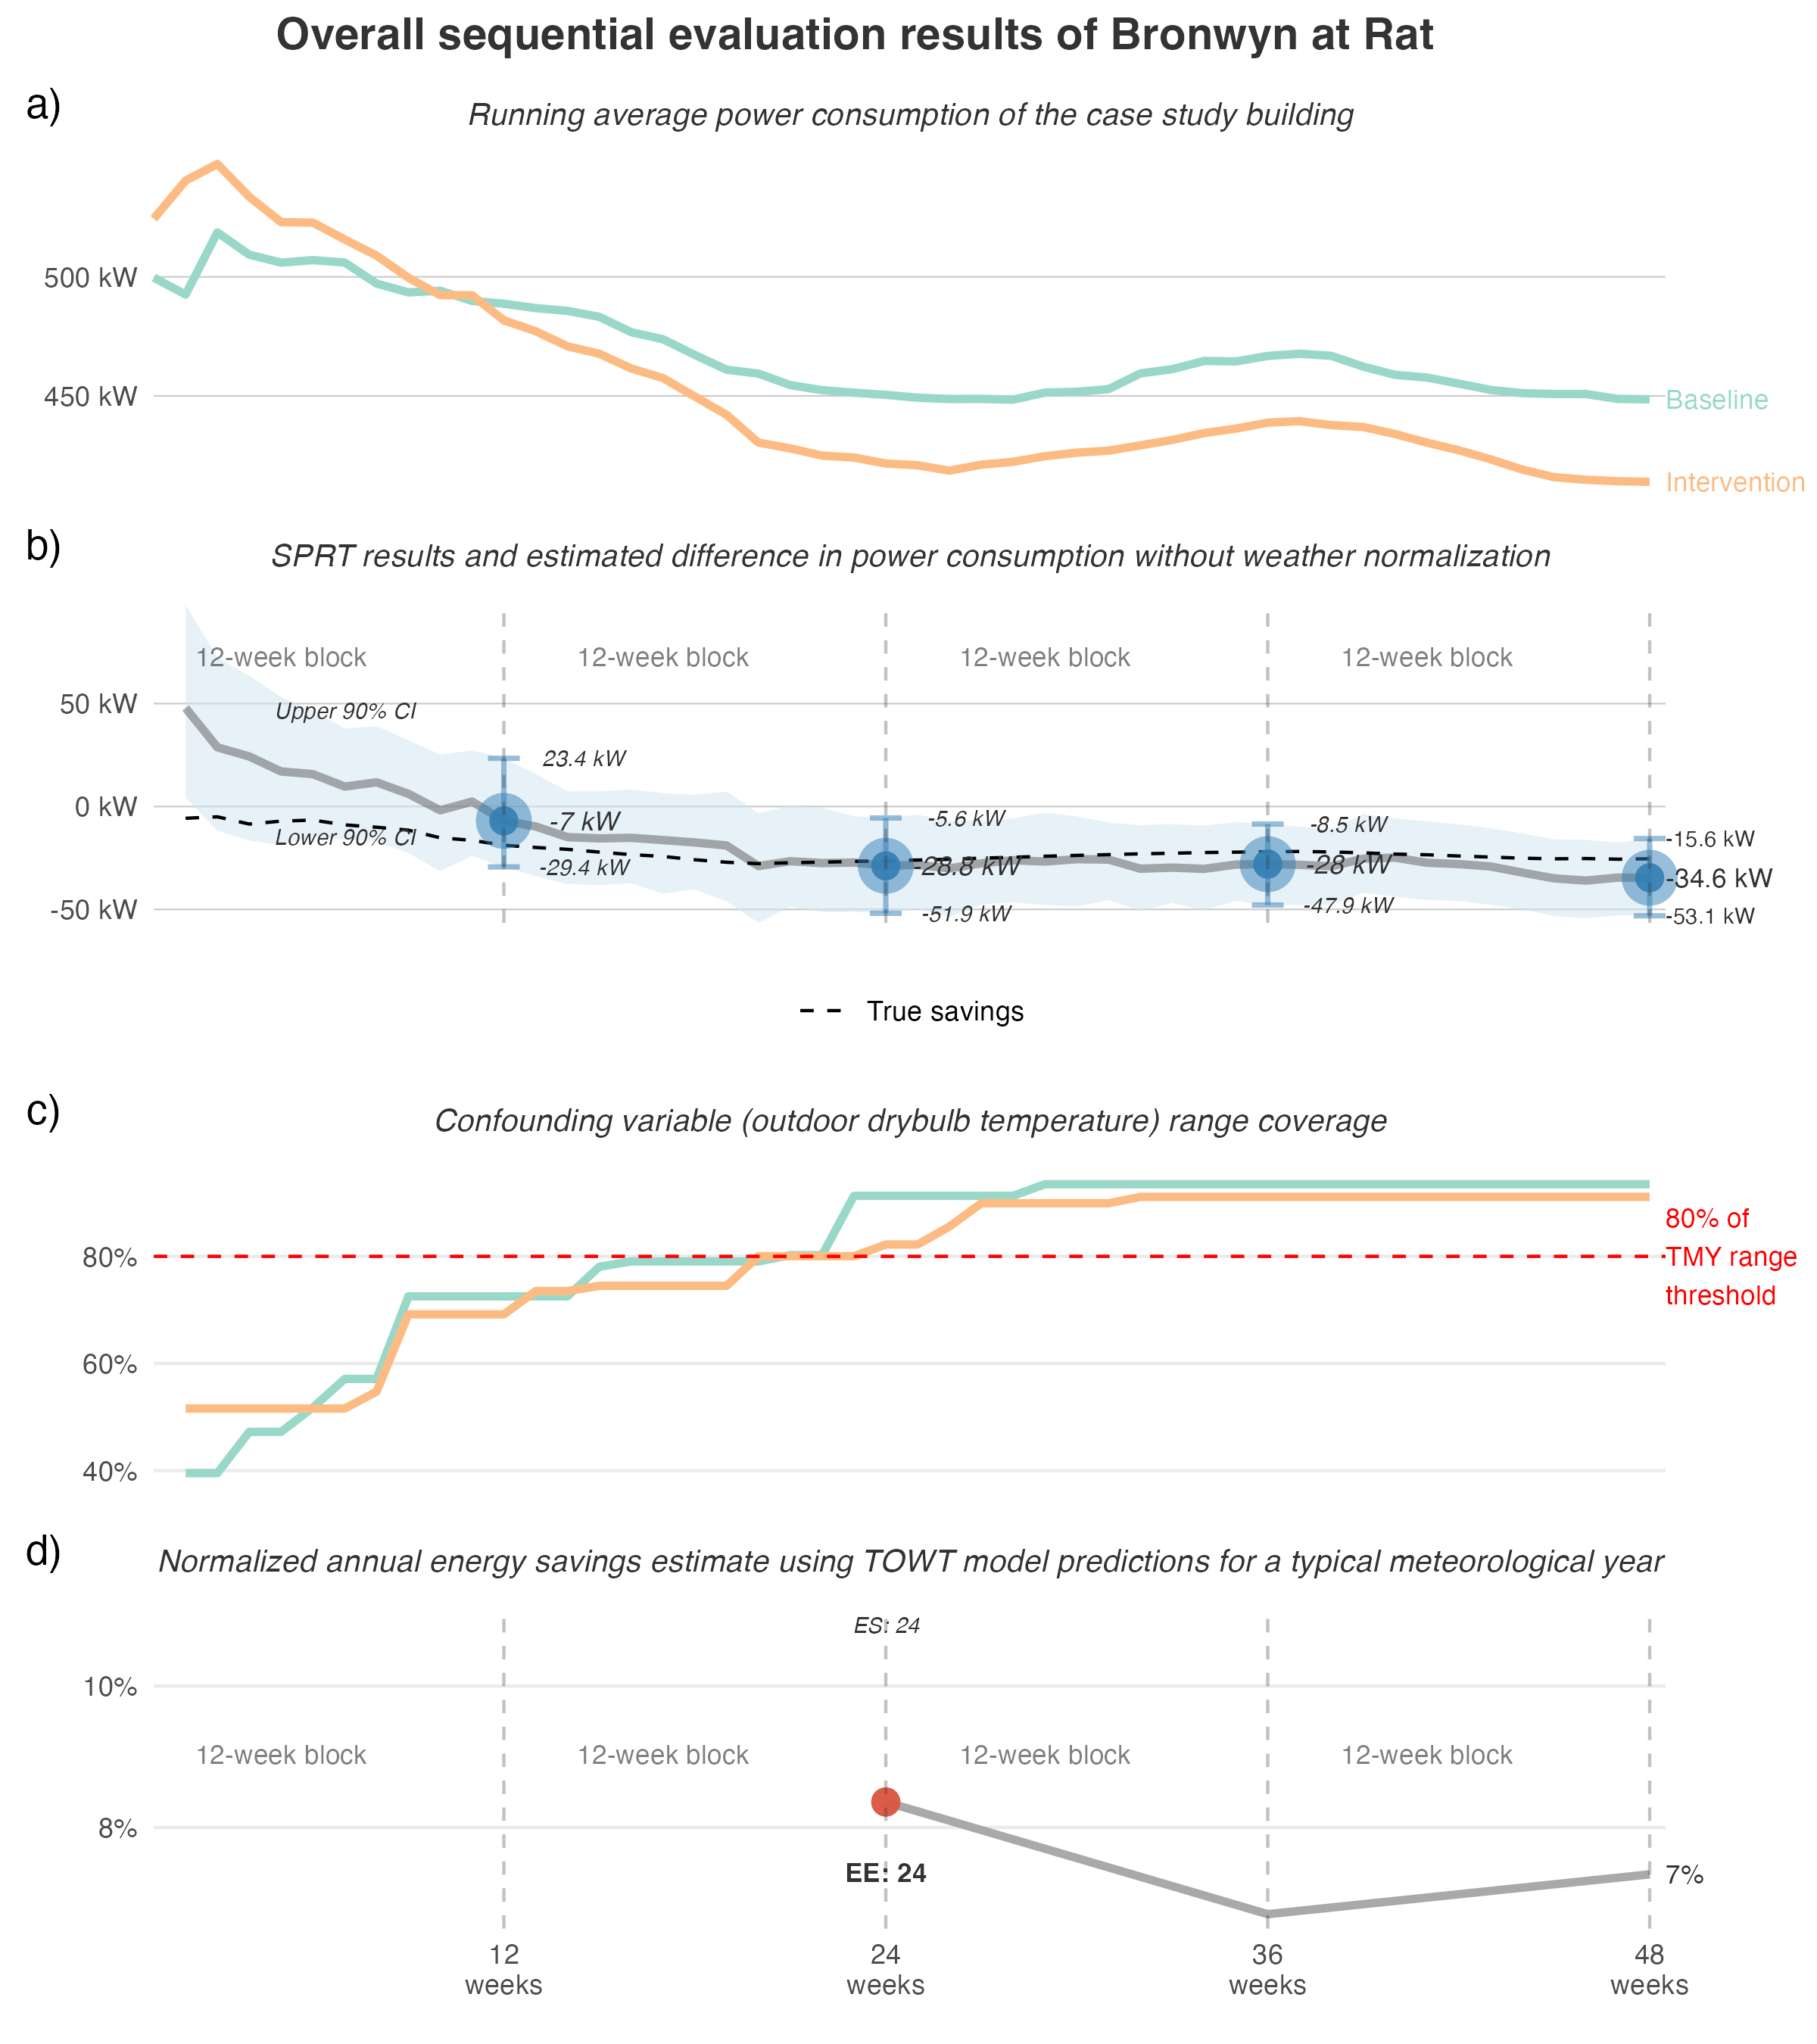 Overall sequential evaluation results of Bronwyn at Rat
a)
Running average power consumption of the case study building
500 kW
450 kW
Baseline
Intervention
b)
SPRT results and estimated difference in power consumption without weather normalization
12-week block 12-week block 12-week block 12-week block
50 kW
0 kW
-50 kW
Upper 90% CI
Lower 90% CI
23.4 kW
-7 kW
-29.4 kW
-5.6 kW
-28.8 kW
-51.9 kW
-8.5 kW
-28 kW
-47.9 kW
-15.6 kW
-34.6 kW
-53.1 kW
True savings
c)
Confounding variable (outdoor drybulb temperature) range coverage
80%
60%
40%
80% of
TMY range
threshold
d)
Normalized annual energy savings estimate using TOWT model predictions for a typical meteorological year
ES: 24
10%
12-week block 12-week block 12-week block 12-week block
8%
EE: 24
7%
12 24 36 48
weeks weeks weeks weeks